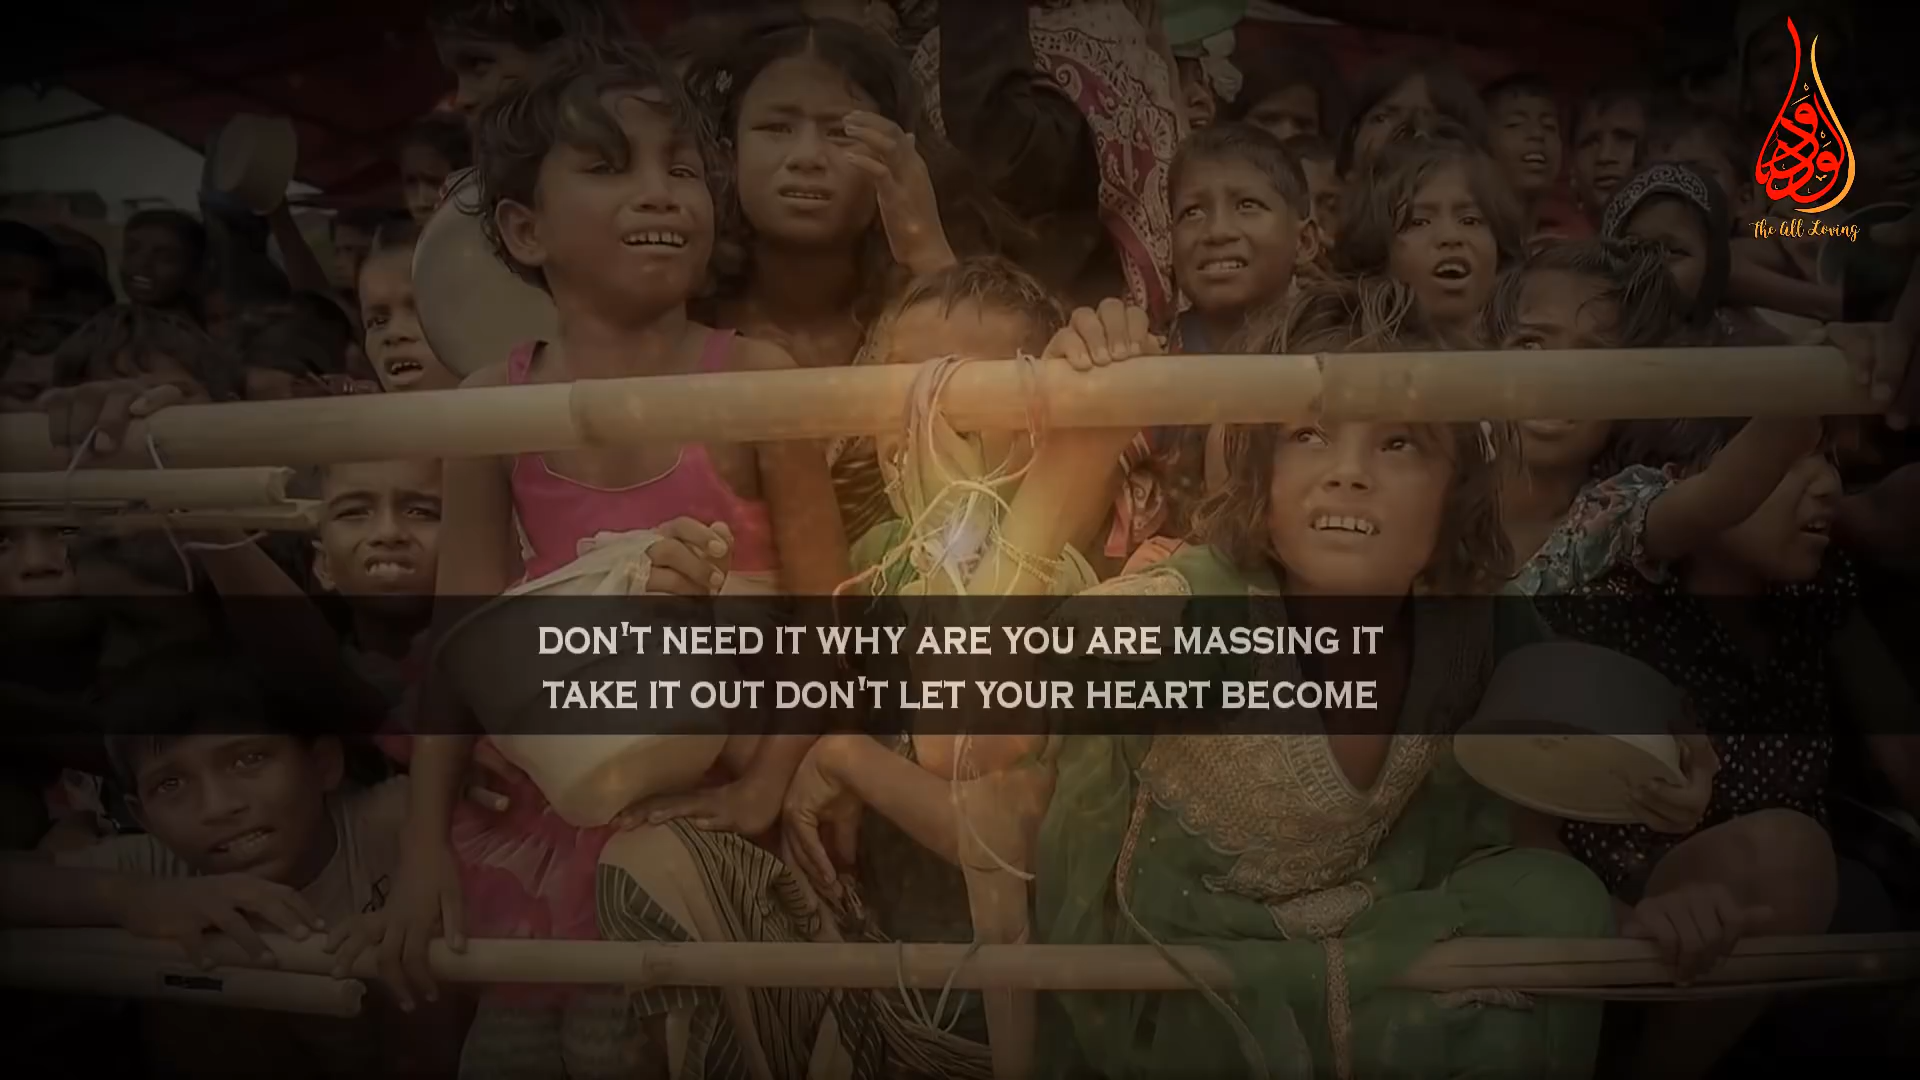 The All Loving
DON'T NEED IT WHY ARE YOU ARE MASSING IT
TAKE IT OUT DON'T LET YOUR HEART BECOME